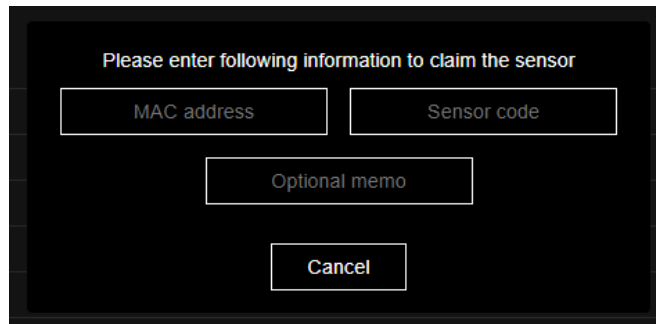 Please enter following information to claim the sensor
MAC address
Sensor code
Optional memo
Cancel